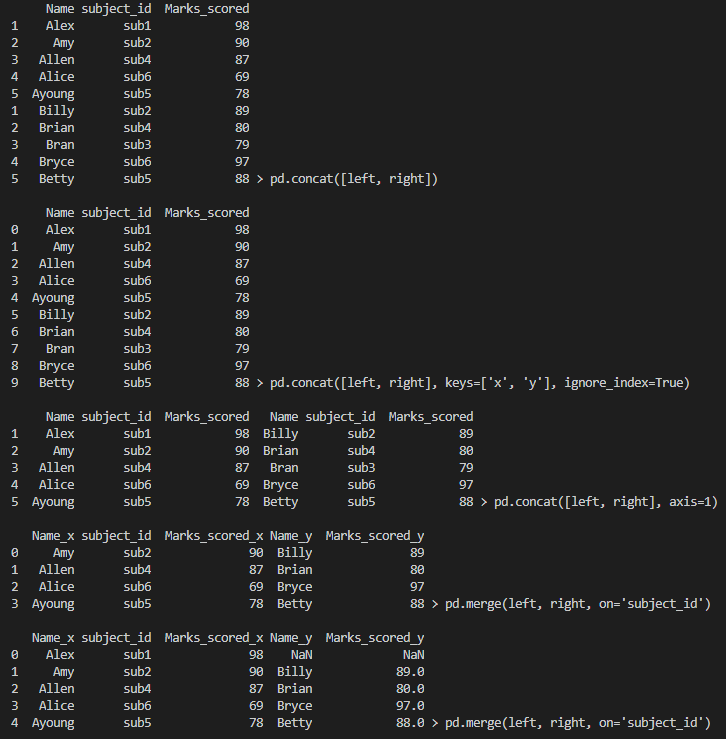 Name subject_id Marks_scored
1 Alex sub1 98
2 Amy sub2 90
3 Allen sub4 87
4 Alice sub6 69
5 Ayoung sub5 78
1 Billy sub2 89
2 Brian sub4 80
3 Bran sub3 79
4 Bryce sub6 97
5 Betty sub5 88 > pd.concat([left, right])
Name subject_id Marks_scored
0 Alex sub1 98
1 Amy sub2 90
2 Allen sub4 87
3 Alice sub6 69
4 Ayoung sub5 78
5 Billy sub2 89
6 Brian sub4 80
7 Bran sub3 79
8 Bryce sub6 97
9 Betty sub5 88 > pd.concat([left, right], keys=['x', 'y'], ignore_index=True)
Name subject_id Marks_scored Name subject_id Marks_scored
1 Alex sub1 98 Billy sub2 89
2 Amy sub2 90 Brian sub4 80
3 Allen sub4 87 Bran sub3 79
4 Alice sub6 69 Bryce sub6 97
5 Ayoung sub5 78 Betty sub5 88 > pd.concat([left, right], axis=1)
Name_x subject_id Marks_scored_x Name_y Marks_scored_y
0 Amy sub2 90 Billy 89
1 Allen sub4 87 Brian 80
2 Alice sub6 69 Bryce 97
3 Ayoung sub5 78 Betty 88 > pd.merge(left, right, on='subject_id')
Name_x subject_id Marks_scored_x Name_y Marks_scored_y
0 Alex sub1 98 NaN NaN
1 Amy sub2 90 Billy 89.0
2 Allen sub4 87 Brian 80.0
3 Alice sub6 69 Bryce 97.0
4 Ayoung sub5 78 Betty 88.0 > pd.merge(left, right, on='subject_id')